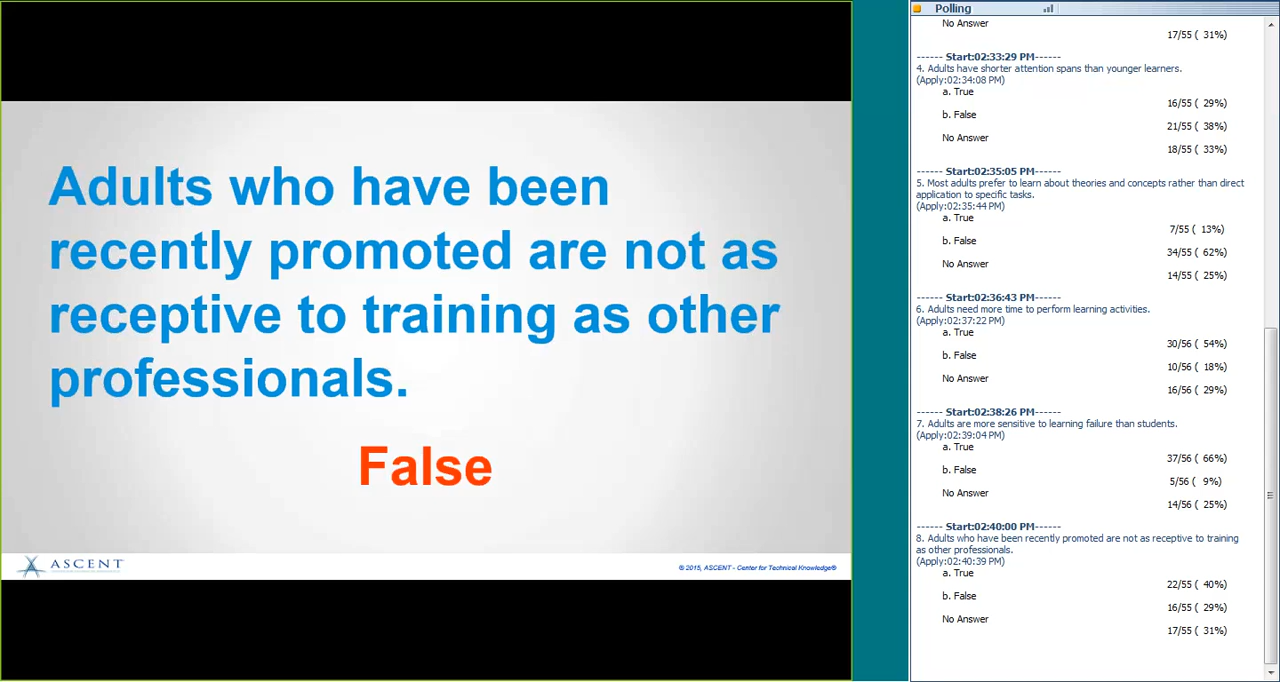 Adults who have been
recently promoted are not as
receptive to training as other
professionals.
False
ASCENT
© 2015, ASCENT - Center for Technical Knowledge®
Polling
No Answer
17/55 ( 31%)
------ Start:02:33:29 PM------
4. Adults have shorter attention spans than younger learners.
(Apply:02:34:08 PM)
a. True
16/55 ( 29%)
b. False
21/55 ( 38%)
No Answer
18/55 ( 33%)
------ Start:02:35:05 PM------
5. Most adults prefer to learn about theories and concepts rather than direct
application to specific tasks.
(Apply:02:35:44 PM)
a. True
7/55 ( 13%)
b. False
34/55 ( 62%)
No Answer
14/55 ( 25%)
------ Start:02:36:43 PM------
6. Adults need more time to perform learning activities.
(Apply:02:37:22 PM)
a. True
30/56 ( 54%)
b. False
10/56 ( 18%)
No Answer
16/56 ( 29%)
------ Start:02:38:26 PM------
7. Adults are more sensitive to learning failure than students.
(Apply:02:39:04 PM)
a. True
37/56 ( 66%)
b. False
5/56 ( 9%)
No Answer
14/56 ( 25%)
------ Start:02:40:00 PM------
8. Adults who have been recently promoted are not as receptive to training
as other professionals.
(Apply:02:40:39 PM)
a. True
22/55 ( 40%)
b. False
16/55 ( 29%)
No Answer
17/55 ( 31%)